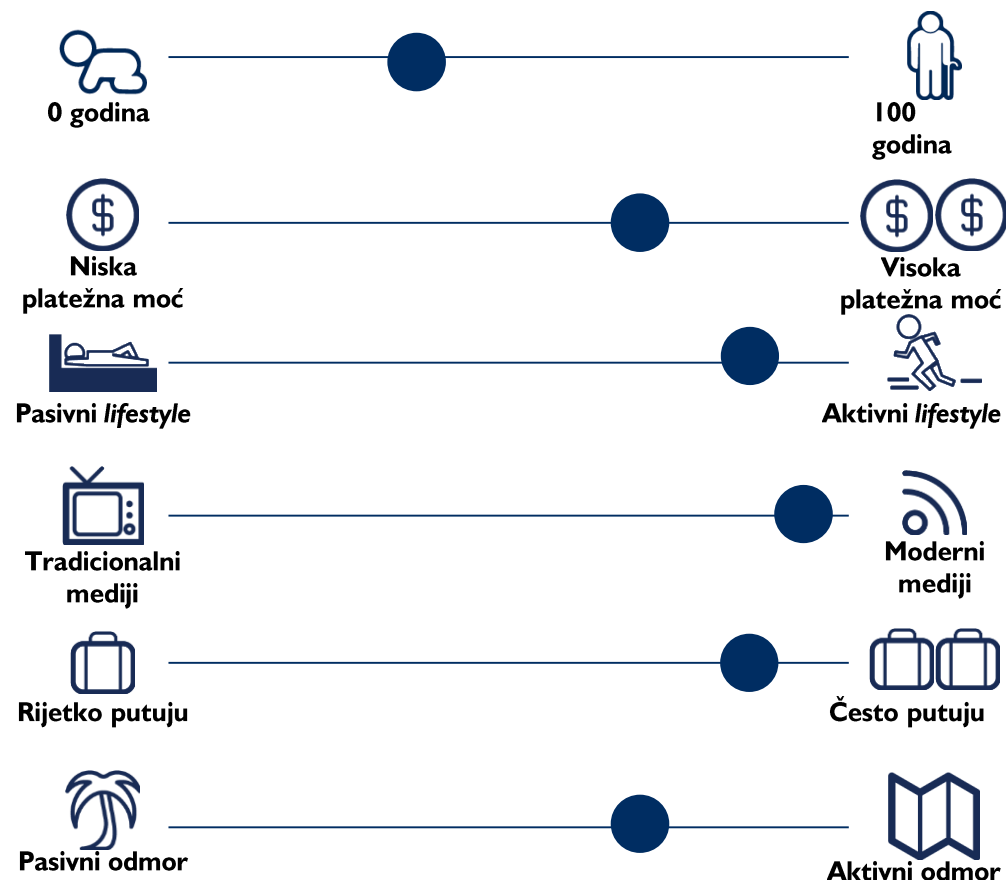 0 godina
100
godina
$
$ $
Niska
platežna moć
Visoka
platežna moć
Pasivni lifestyle
Aktivni lifestyle
Tradicionalni
mediji
Moderni
mediji
Rijetko putuju
Često putuju
Pasivni odmor
Aktivni odmor